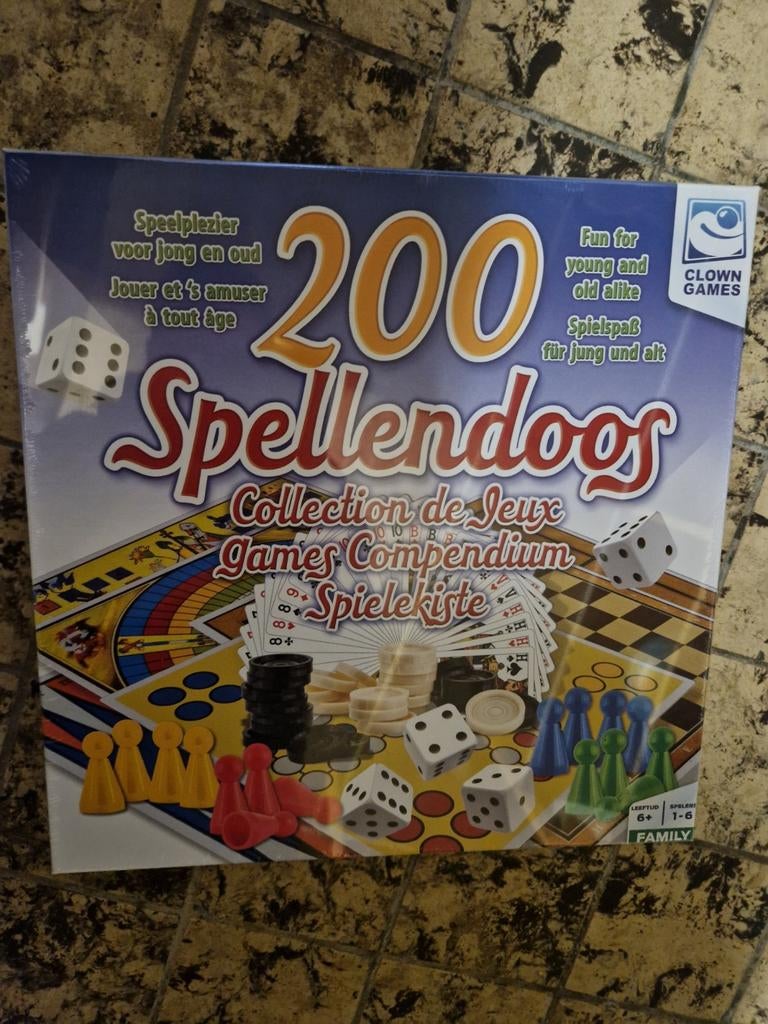 Speelplezier
voor jong en oud
Jouer et 's amuser
à tout âge
200
Fun for
young and
old alike
Spielspaß
für jung und alt
CLOWN
GAMES
Spellendoos
Collection de Jeux
Games Compendium
Spielekiste
LEEFTIJD
6+
SPELERS
1-6
FAMILY